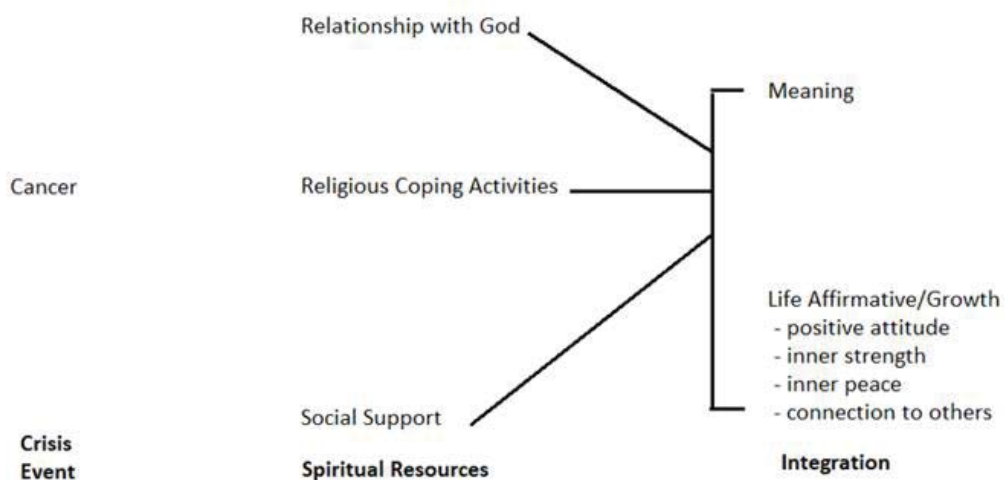 Relationship with God
Meaning
Cancer
Religious Coping Activities
Life Affirmative/Growth
- positive attitude
- inner strength
- inner peace
- connection to others
Social Support
Crisis
Event
Spiritual Resources
Integration